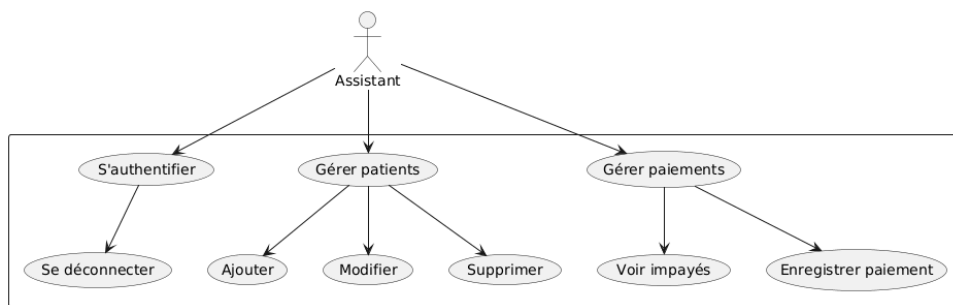 Assistant
S'authentifier
Gérer patients
Gérer paiements
Se déconnecter
Ajouter
Modifier
Supprimer
Voir impayés
Enregistrer paiement